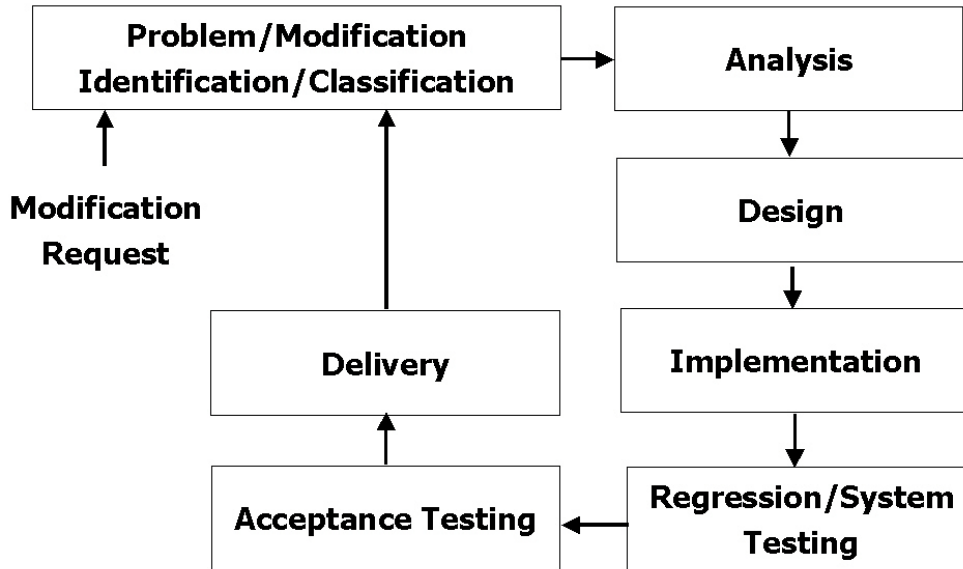 Problem/Modification
Identification/Classification
Analysis
Modification
Request
Design
Delivery
Implementation
Acceptance Testing
Regression/System
Testing